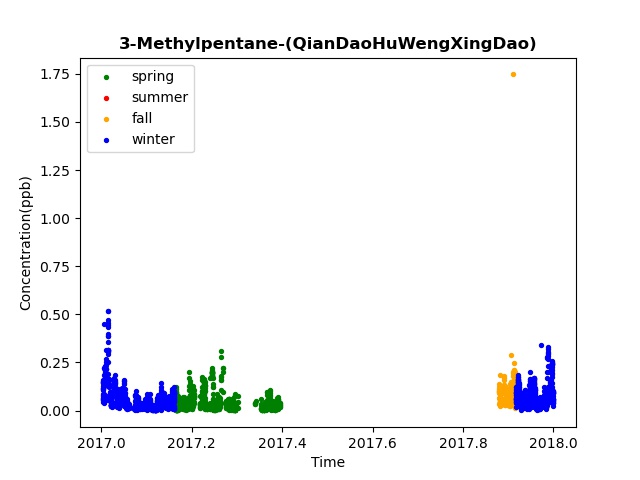 3-Methylpentane-(QianDaoHuWengXingDao)
spring
summer
fall
winter
Concentration(ppb)
1.75
1.50
1.25
1.00
0.75
0.50
0.25
0.00
2017.0 2017.2 2017.4 2017.6 2017.8 2018.0
Time